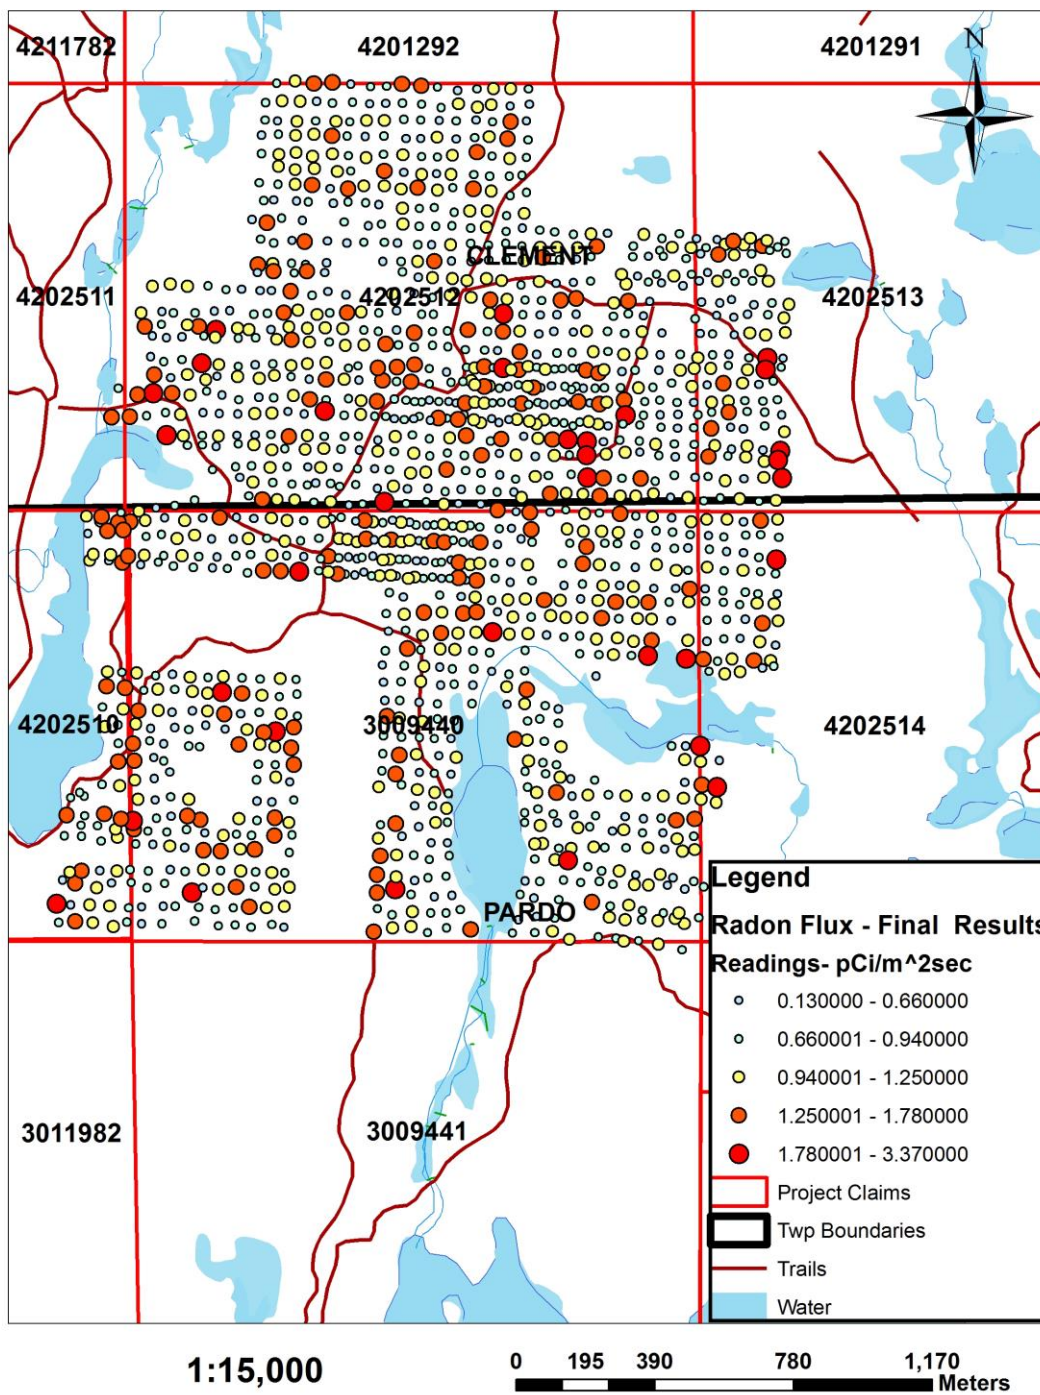 4211782 4201292 4201291
N
CLEMENT
4202511 4202512 4202513
4202510 3009440 4202514
PARDO
3011982 3009441
Legend
Radon Flux - Final Results
Readings- pCi/m^2sec
0.130000 - 0.660000
0.660001 - 0.940000
0.940001 - 1.250000
1.250001 - 1.780000
1.780001 - 3.370000
Project Claims
Twp Boundaries
Trails
Water
1:15,000
0 195 390 780 1,170
Meters